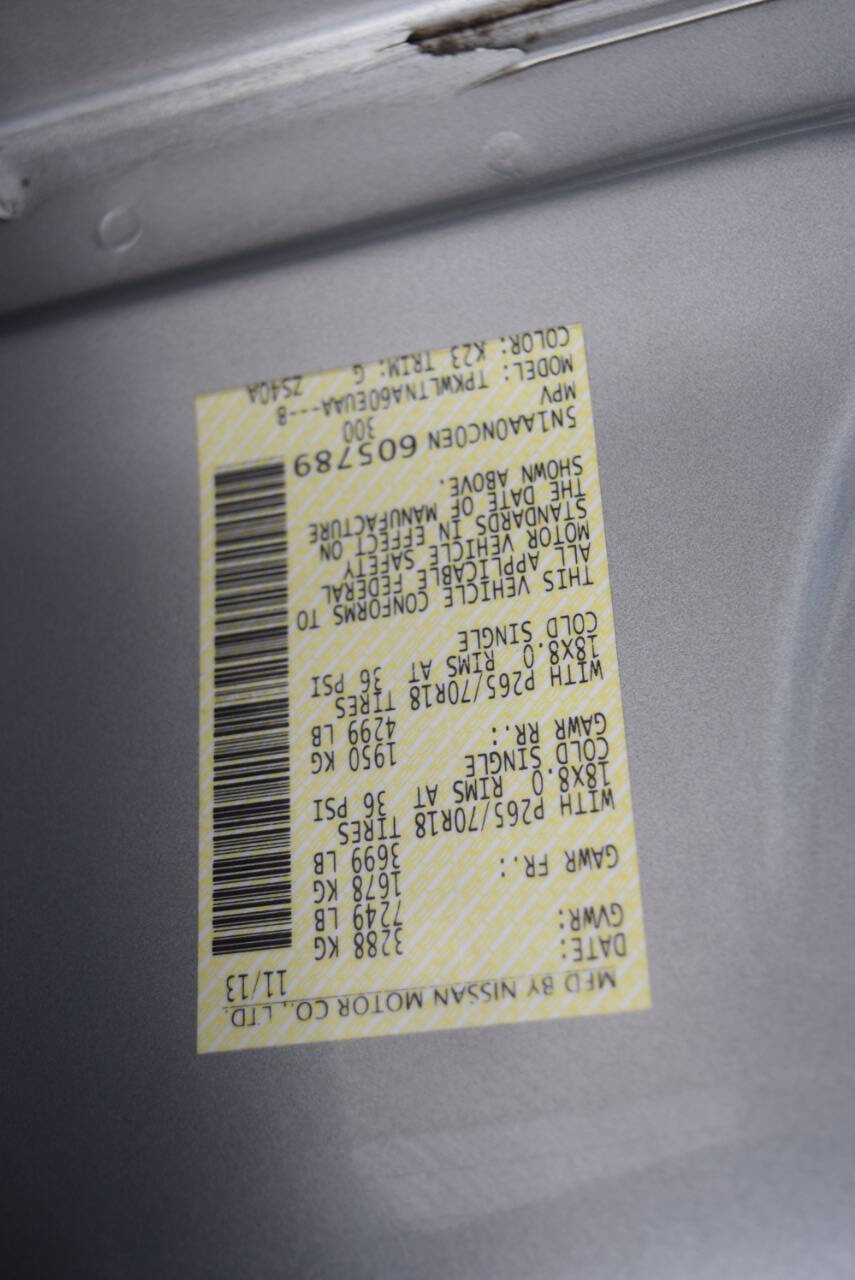 MFD BY NISSAN MOTOR CO., LTD.
DATE: 11/13
GVWR: 3288 KG
7249 LB
GAWR FR.: 1678 KG
3699 LB
WITH P265/70R18 TIRES
18X8.0 RIMS AT 36 PSI
COLD SINGLE
GAWR RR.: 1950 KG
4299 LB
WITH P265/70R18 TIRES
18X8.0 RIMS AT 36 PSI
COLD SINGLE
THIS VEHICLE CONFORMS TO
ALL APPLICABLE FEDERAL
MOTOR VEHICLE SAFETY
STANDARDS IN EFFECT ON
THE DATE OF MANUFACTURE
SHOWN ABOVE.
5N1AA0NC0EN 605789
300
MPV
MODEL: TPKWLTNA60EUAA---8
COLOR: K23 TRIM: G ZS40A